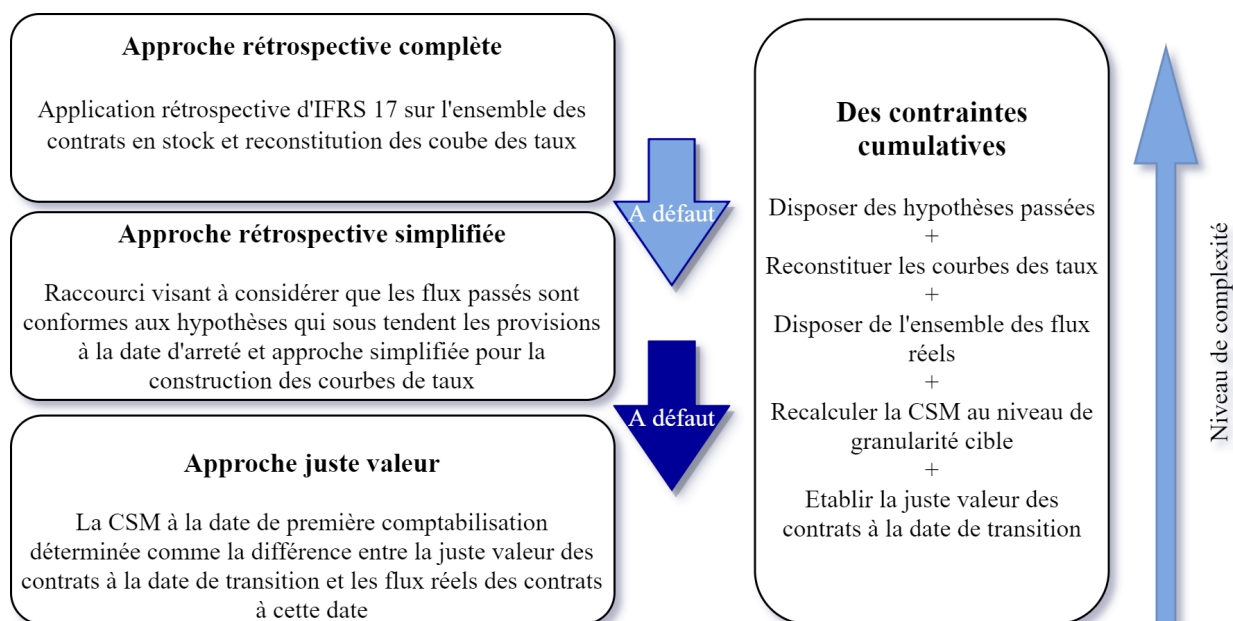 Approche rétrospective complète
Application rétrospective d'IFRS 17 sur l'ensemble des
contrats en stock et reconstitution des coube des taux
A défaut
Approche rétrospective simplifiée
Raccourci visant à considérer que les flux passés sont
conformes aux hypothèses qui sous tendent les provisions
à la date d'arreté et approche simplifiée pour la
construction des courbes de taux
A défaut
Approche juste valeur
La CSM à la date de première comptabilisation
déterminée comme la différence entre la juste valeur des
contrats à la date de transition et les flux réels des contrats
à cette date
Des contraintes
cumulatives
Disposer des hypothèses passées
+
Reconstituer les courbes des taux
+
Disposer de l'ensemble des flux
réels
+
Recalculer la CSM au niveau de
granularité cible
+
Etablir la juste valeur des
contrats à la date de transition
Niveau de complexité